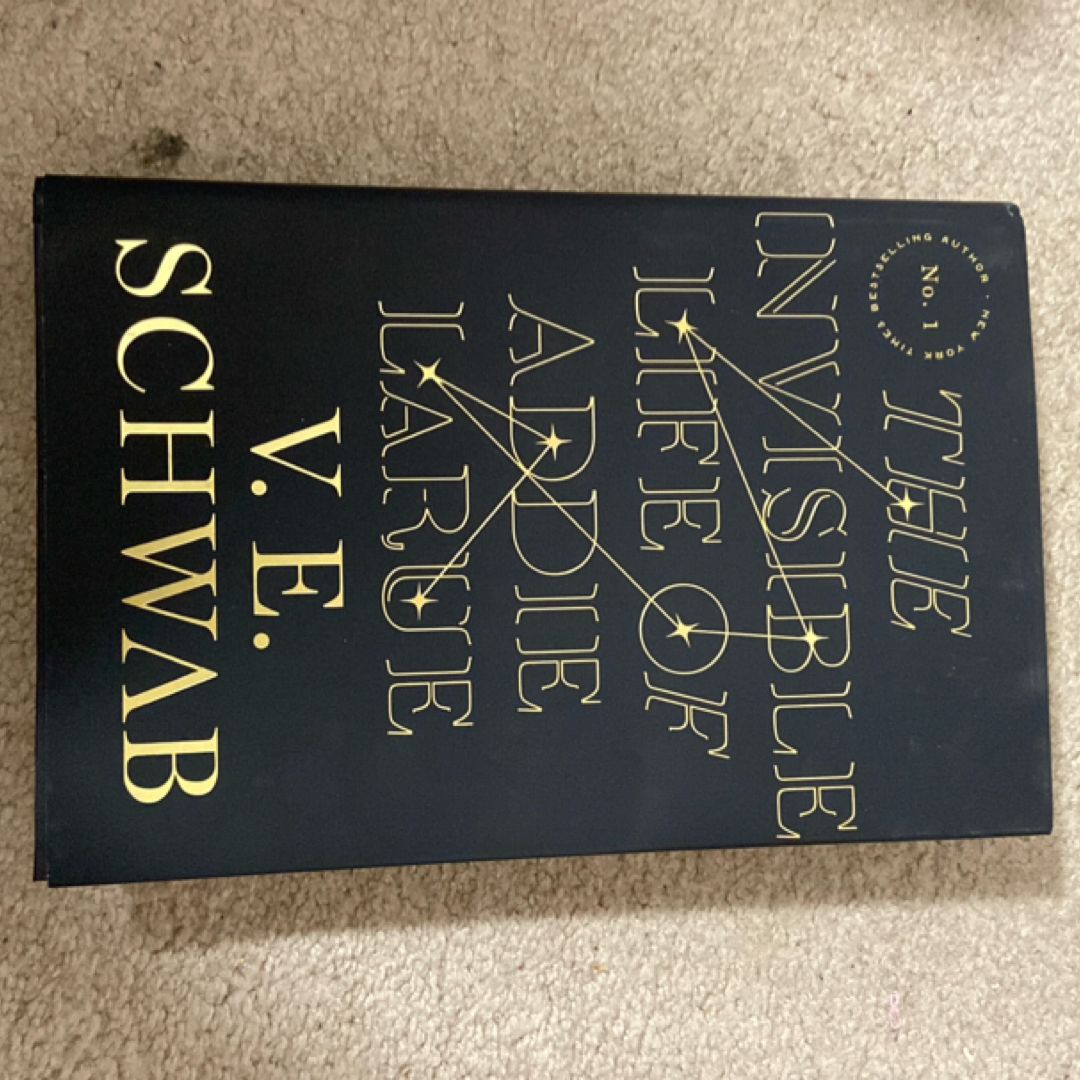 BESTSELLING AUTHOR · NEW YORK TIMES
No. 1
THE
INVISIBLE
LIFE OF
ADDIE
LARUE
V. E.
SCHWAB